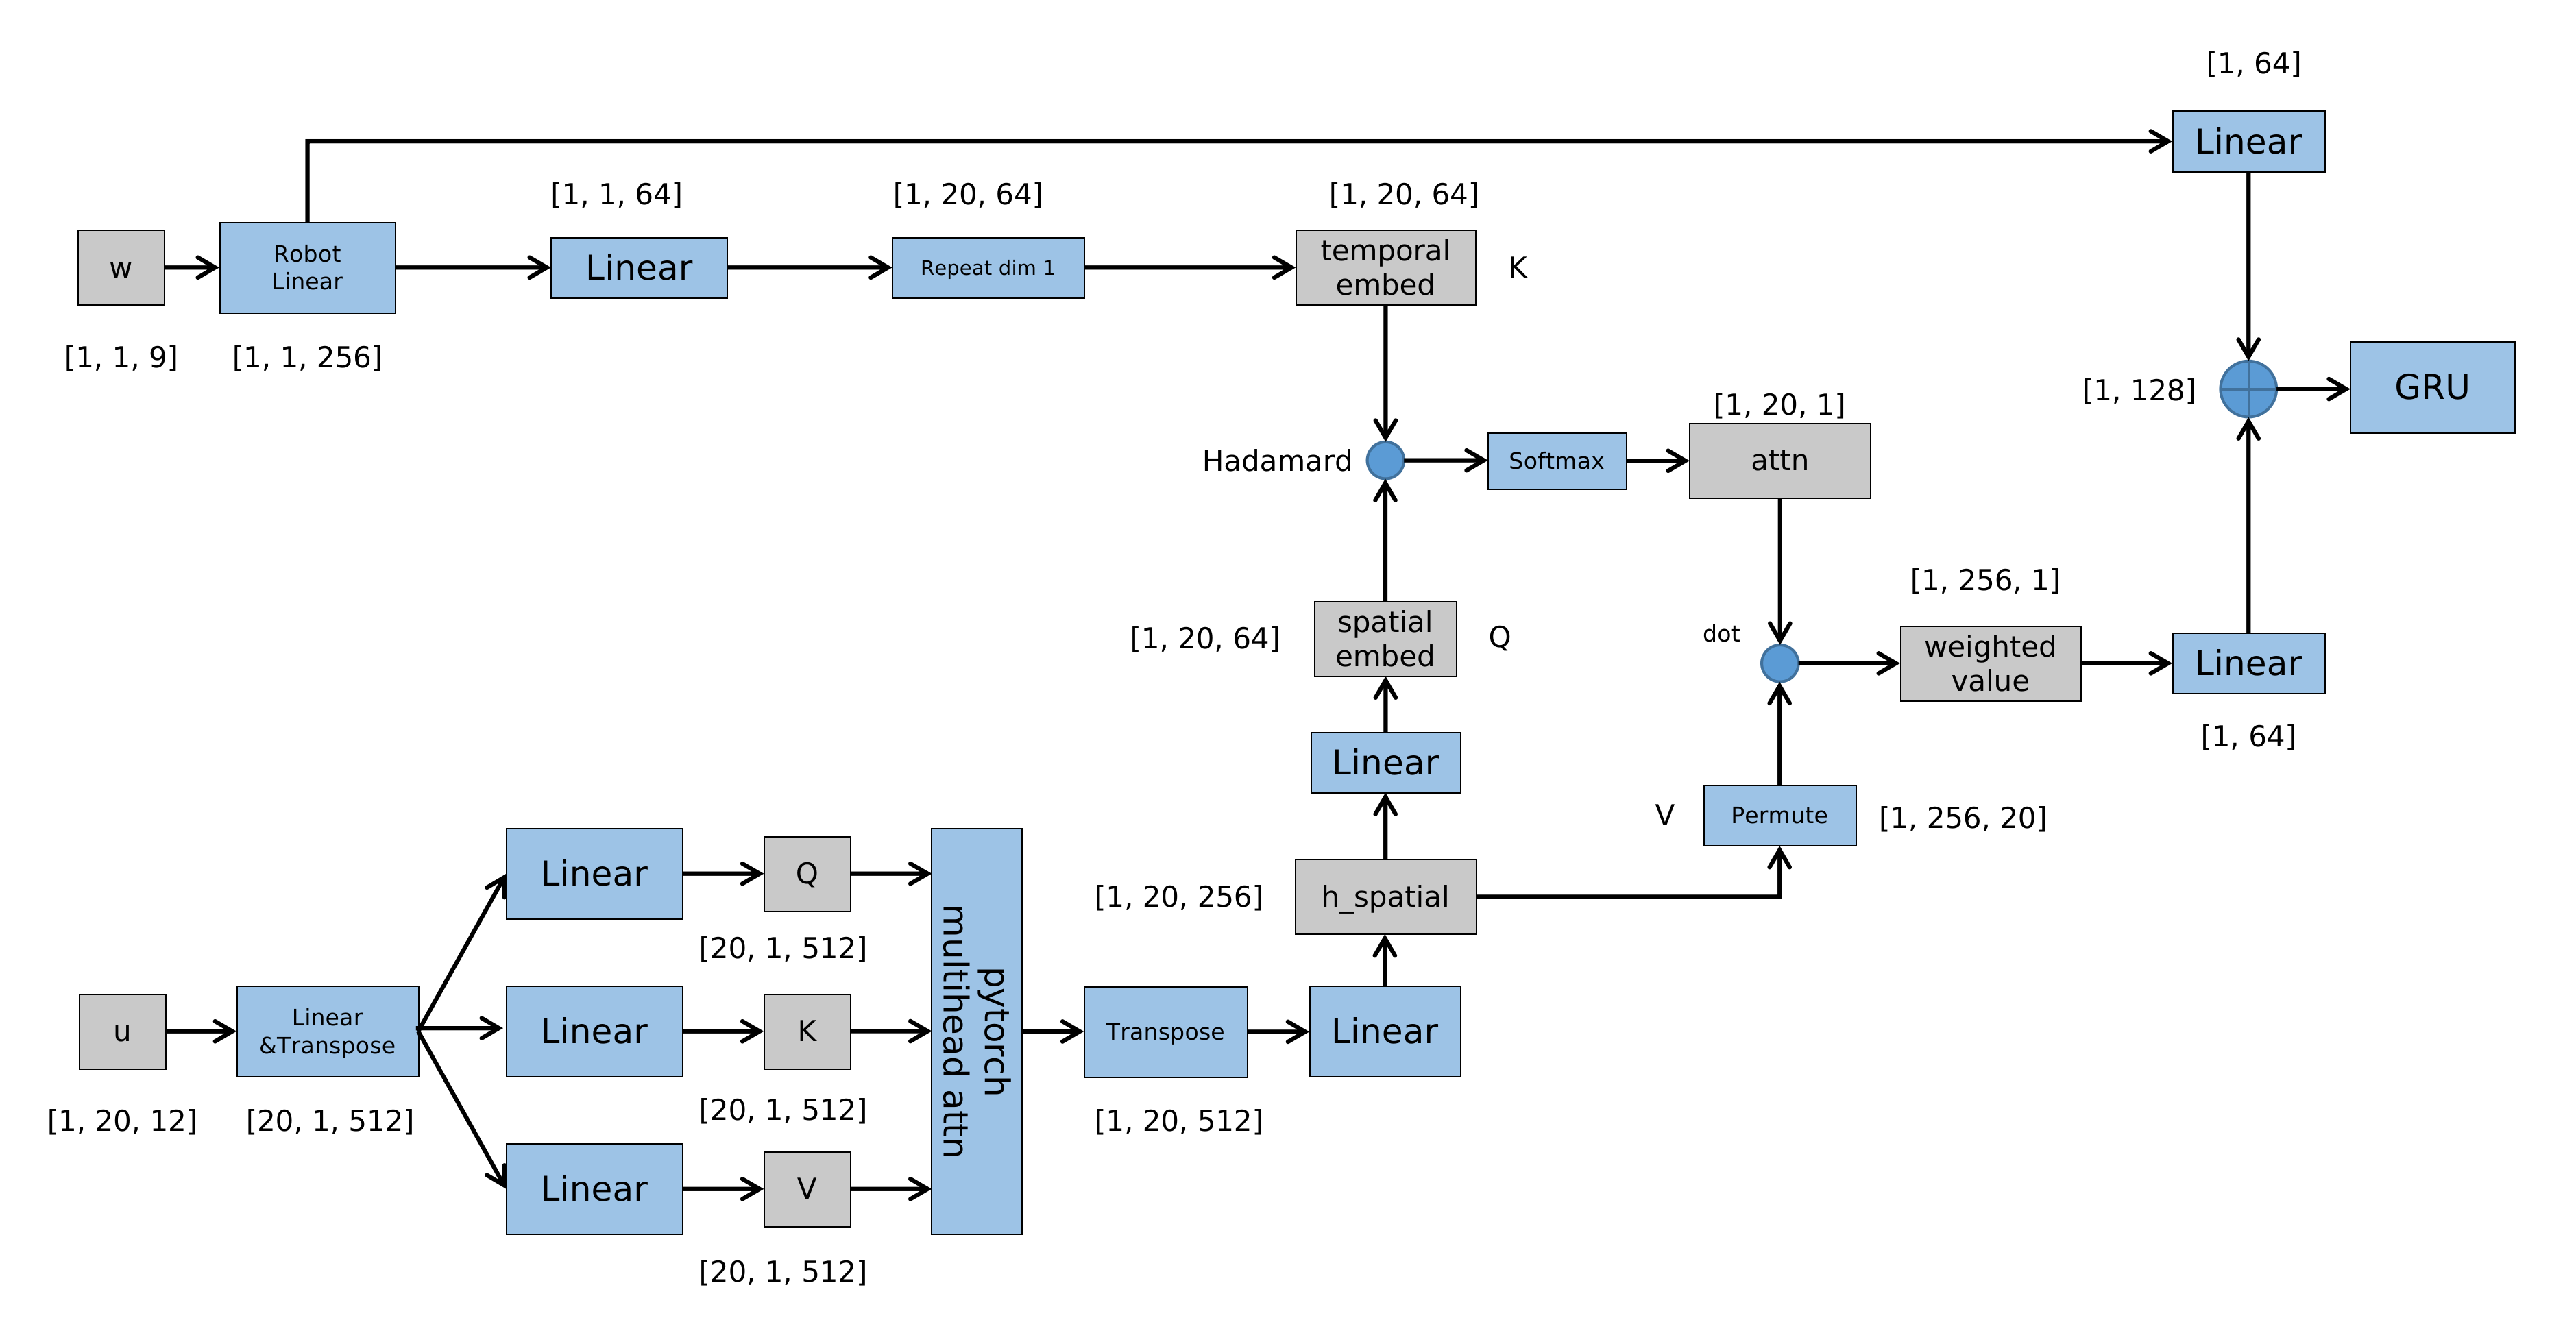 [1, 64]
Linear
[1, 1, 64]
[1, 20, 64]
[1, 20, 64]
w
Robot
Linear
Linear
Repeat dim 1
temporal
embed
K
[1, 1, 9]
[1, 1, 256]
[1, 128]
GRU
[1, 20, 1]
Hadamard
Softmax
attn
[1, 256, 1]
[1, 20, 64]
spatial
embed
Q
dot
weighted
value
Linear
[1, 64]
Linear
V
Permute
[1, 256, 20]
[1, 20, 256]
h_spatial
Linear
Q
[20, 1, 512]
u
Linear
&Transpose
Linear
K
pytorch
multihead attn
Transpose
Linear
[1, 20, 12]
[20, 1, 512]
[20, 1, 512]
[1, 20, 512]
Linear
V
[20, 1, 512]